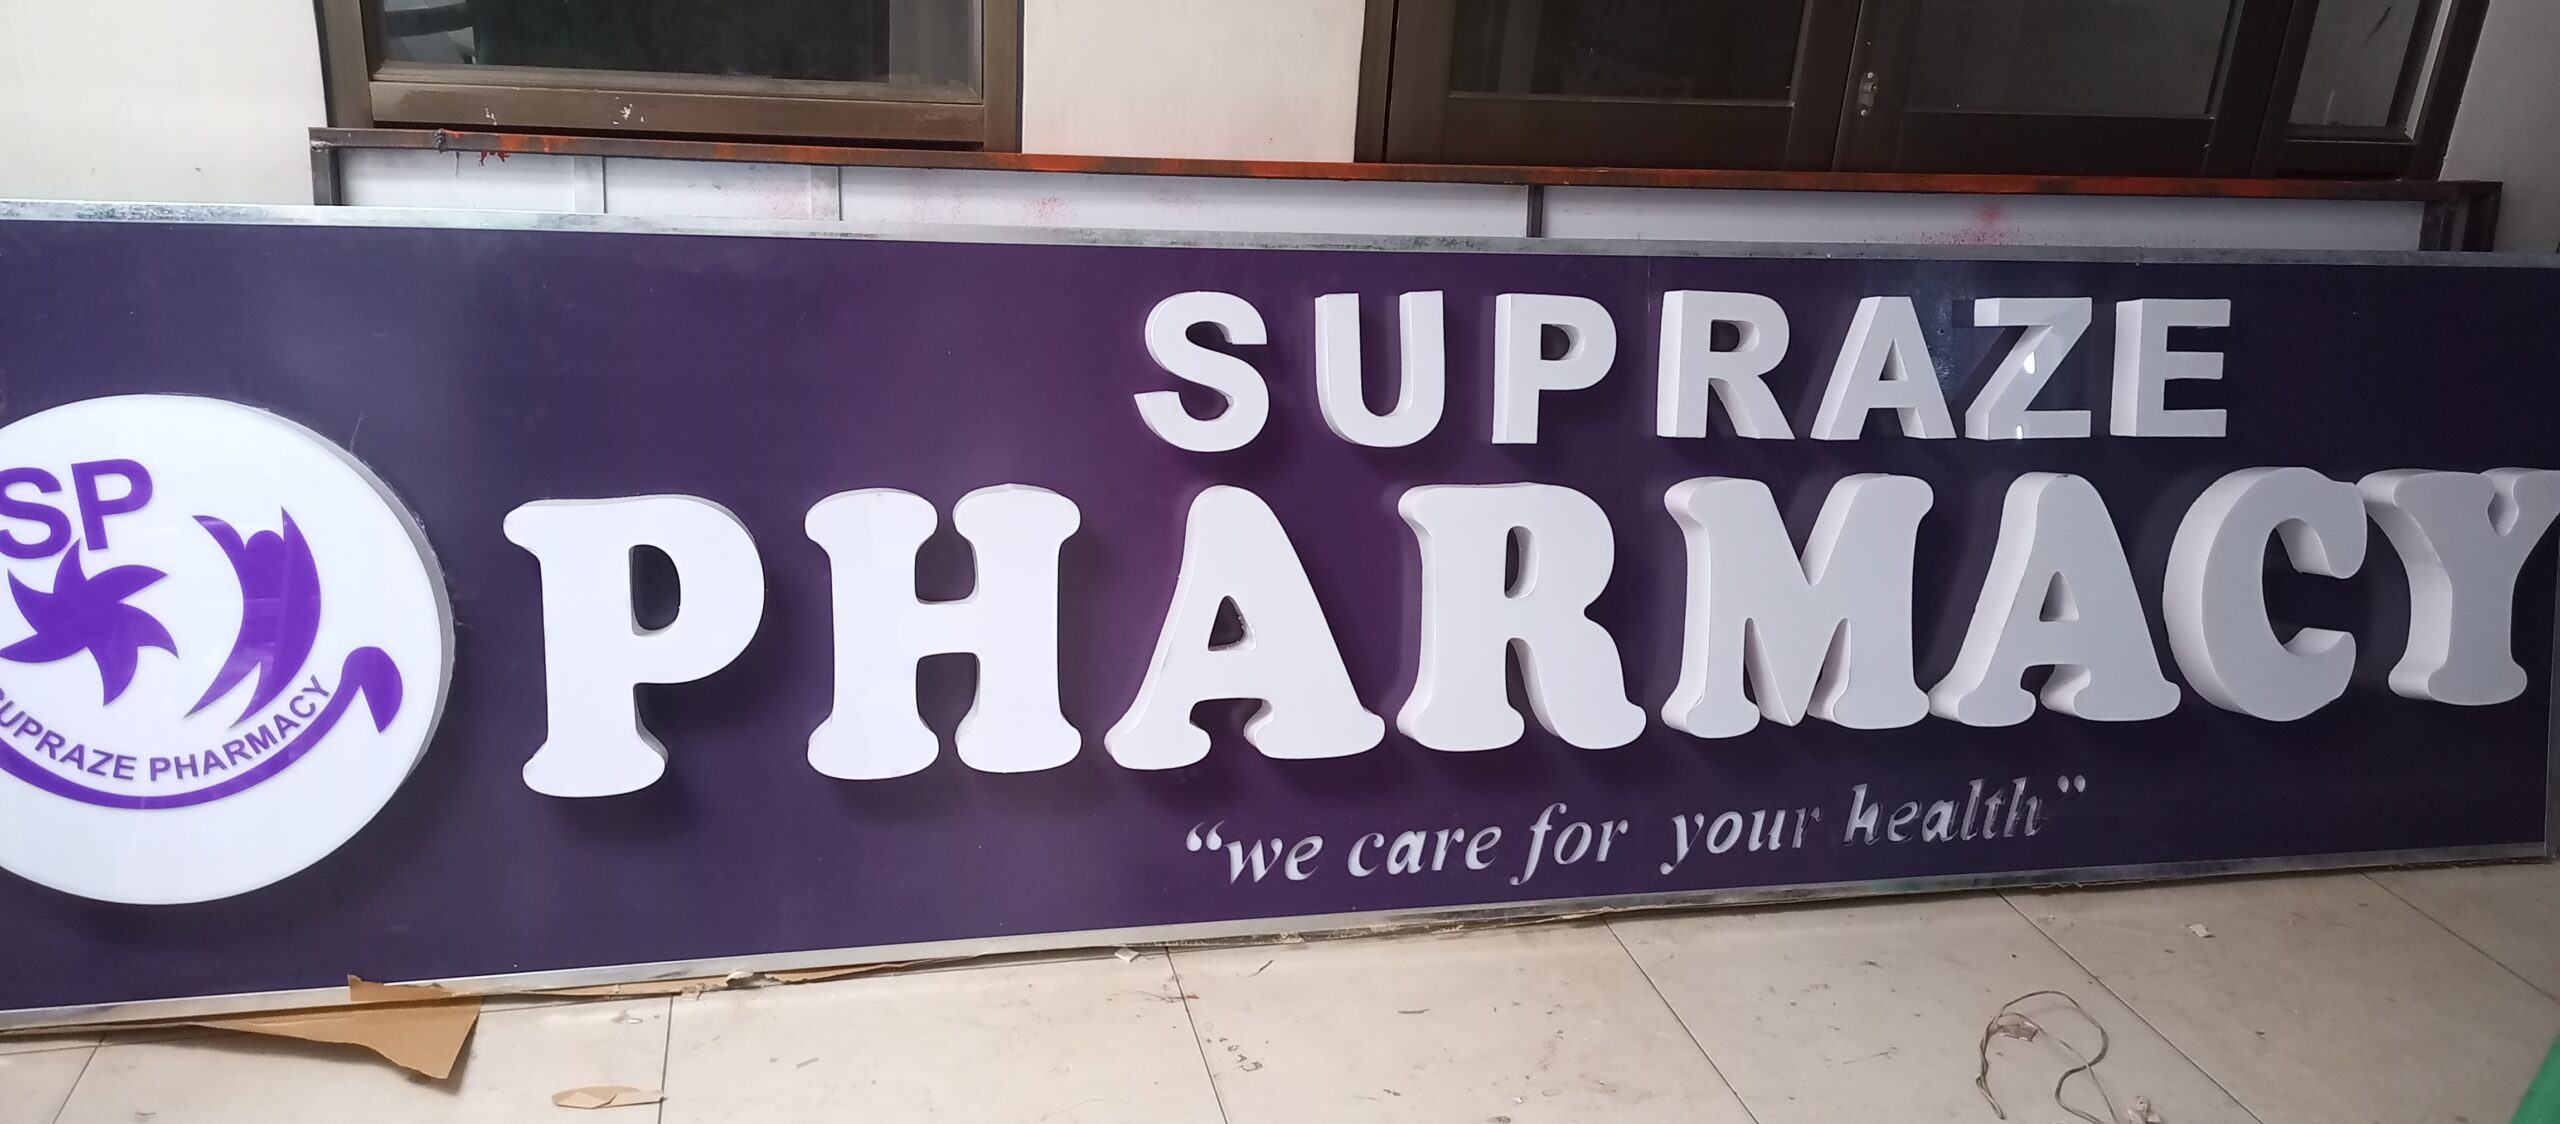 SP
SUPRAZE PHARMACY
SUPRAZE
PHARMACY
“we care for your health”